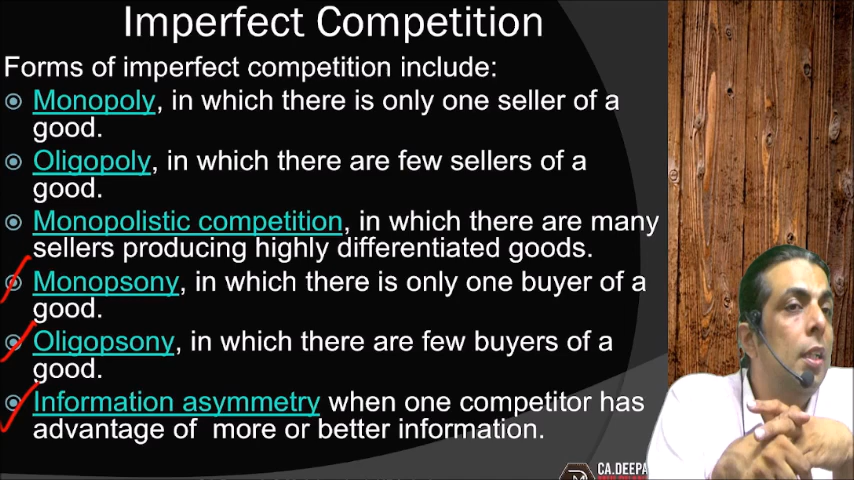 Imperfect Competition
Forms of imperfect competition include:
Monopoly, in which there is only one seller of a
good.
Oligopoly, in which there are few sellers of a
good.
Monopolistic competition, in which there are many
sellers producing highly differentiated goods.
Monopsony, in which there is only one buyer of a
good.
Oligopsony, in which there are few buyers of a
good.
Information asymmetry when one competitor has
advantage of more or better information.
CA.DEEPA